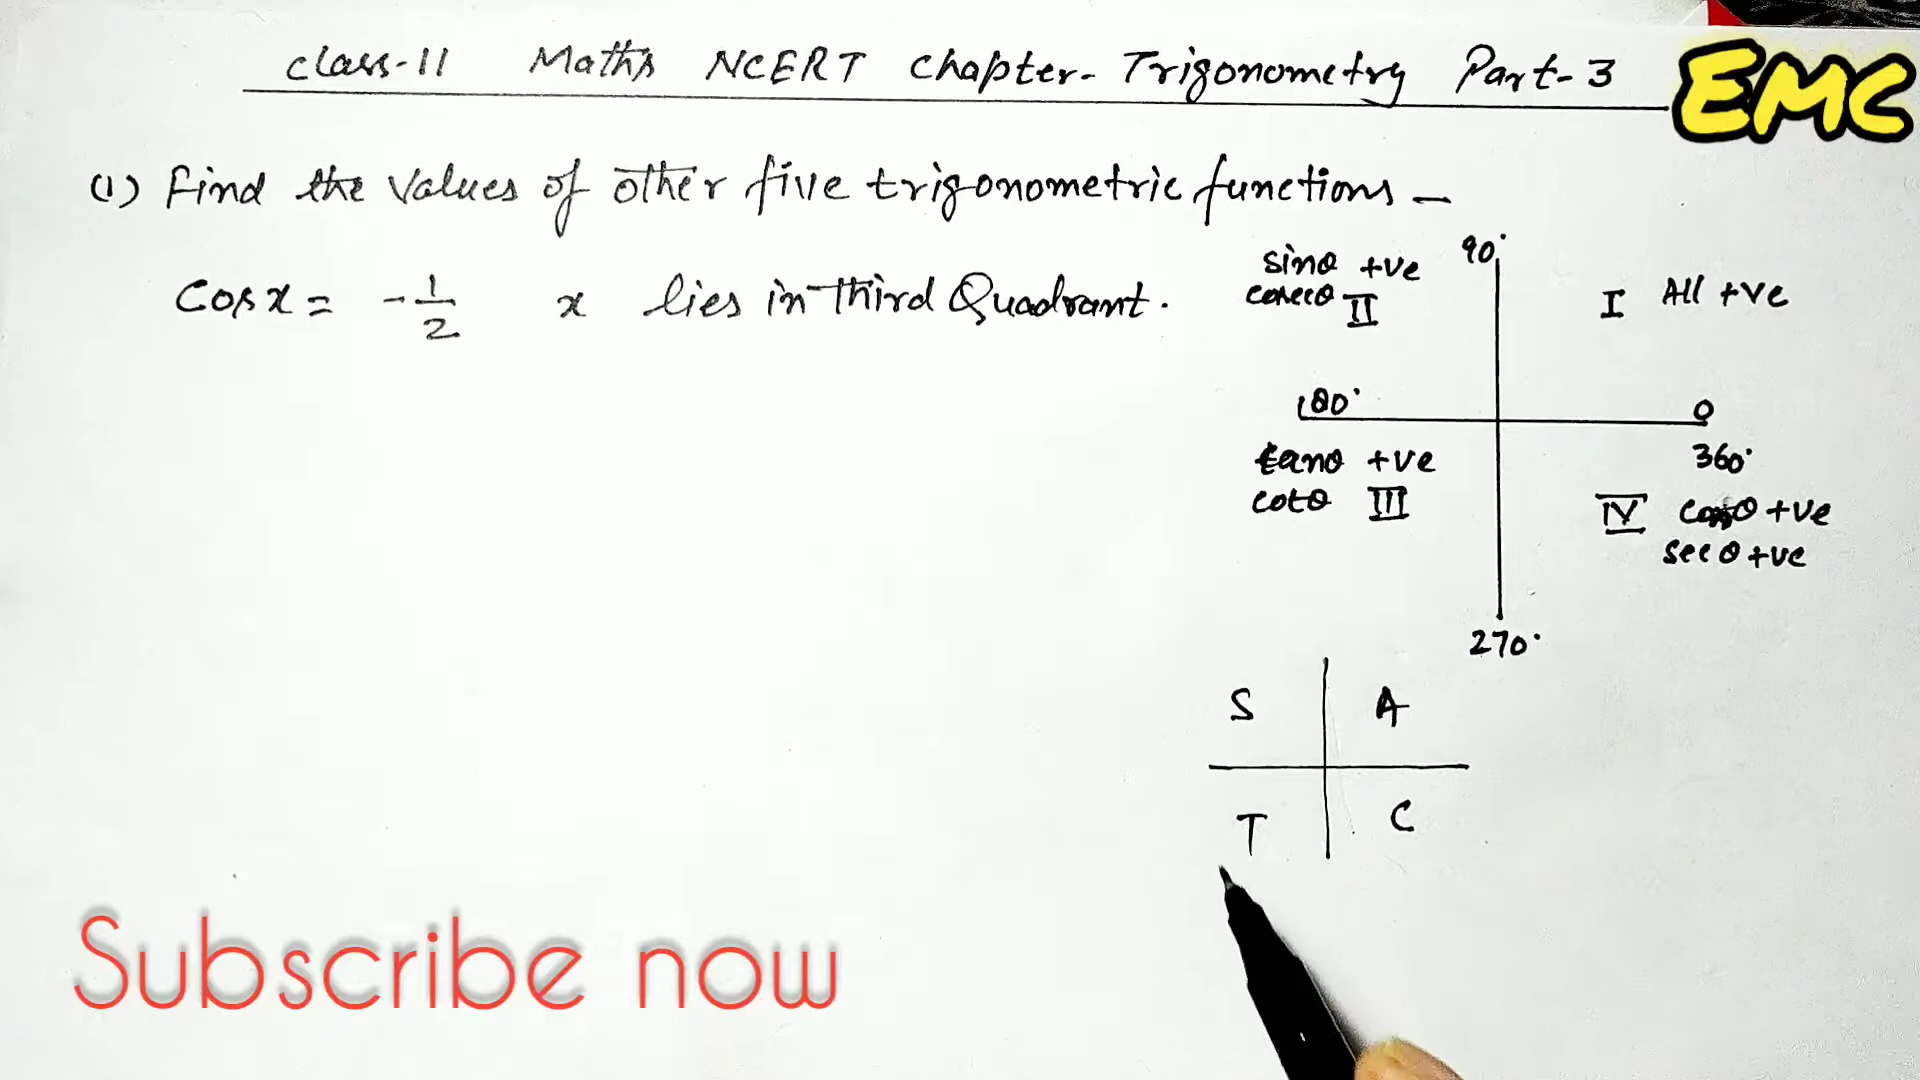 class-11 Maths NCERT Chapter- Trigonometry Part-3
EMC
(1) Find the values of other five trigonometric functions -
Cos x = -1/2 x lies in third Quadrant.
90°
sinθ +ve
cosecθ II
I All +ve
180°
0
360°
tanθ +ve
cotθ III
IV cosθ +ve
secθ +ve
270°
S A
T C
Subscribe now